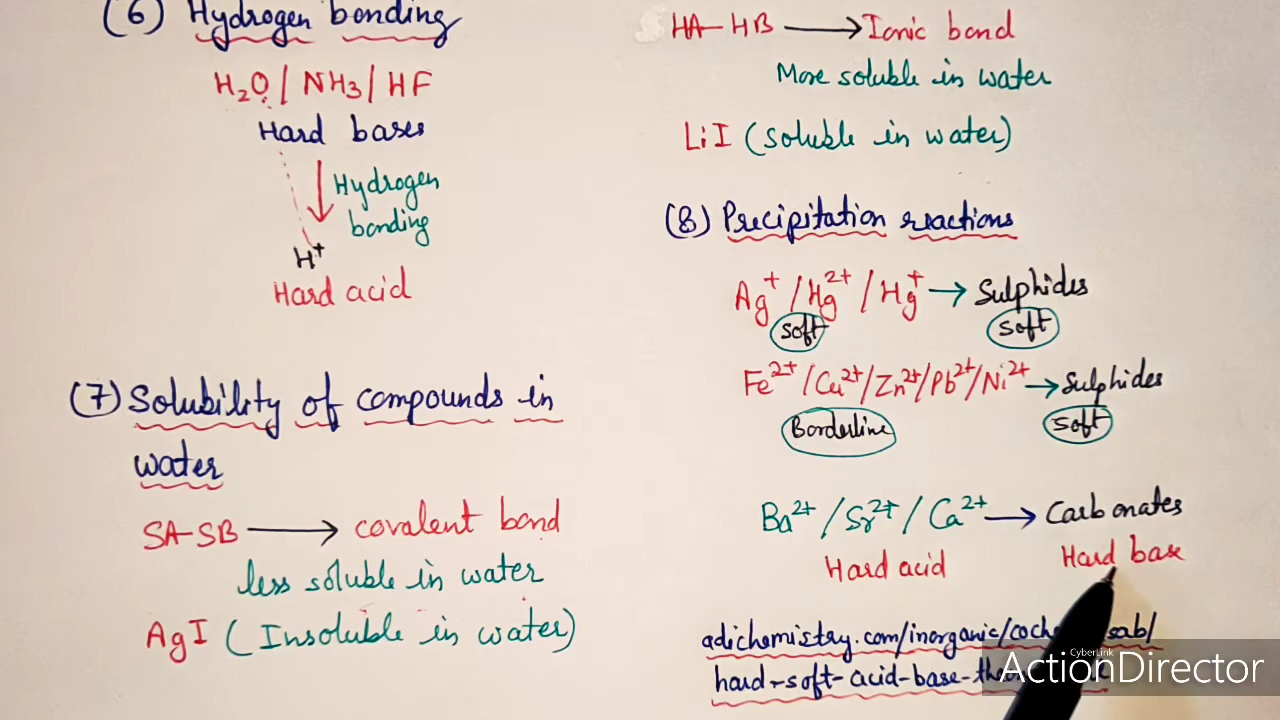 (6) Hydrogen bonding
H₂O / NH₃ / HF
Hard bases
Hydrogen
bonding
H⁺
Hard acid
(7) Solubility of compounds in
water
SA-SB → covalent bond
less soluble in water
AgI (Insoluble in water)
HA-HB → Ionic bond
More soluble in water
LiI (soluble in water)
(8) Precipitation reactions
Ag⁺ / Hg²⁺ / Hg⁺ → Sulphides
Soft Soft
Fe²⁺ / Cu²⁺ / Zn²⁺ / Pb²⁺ / Ni²⁺ → Sulphides
Borderline Soft
Ba²⁺ / Sr²⁺ / Ca²⁺ → Carbonates
Hard acid Hard base
adichemistry.com/inorganic/coche sab/
hard-soft-acid-base-
CyberLink
ActionDirector